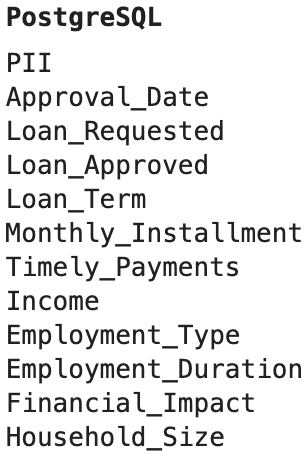 PostgreSQL
PII
Approval_Date
Loan_Requested
Loan_Approved
Loan_Term
Monthly_Installment
Timely_Payments
Income
Employment_Type
Employment_Duration
Financial_Impact
Household_Size